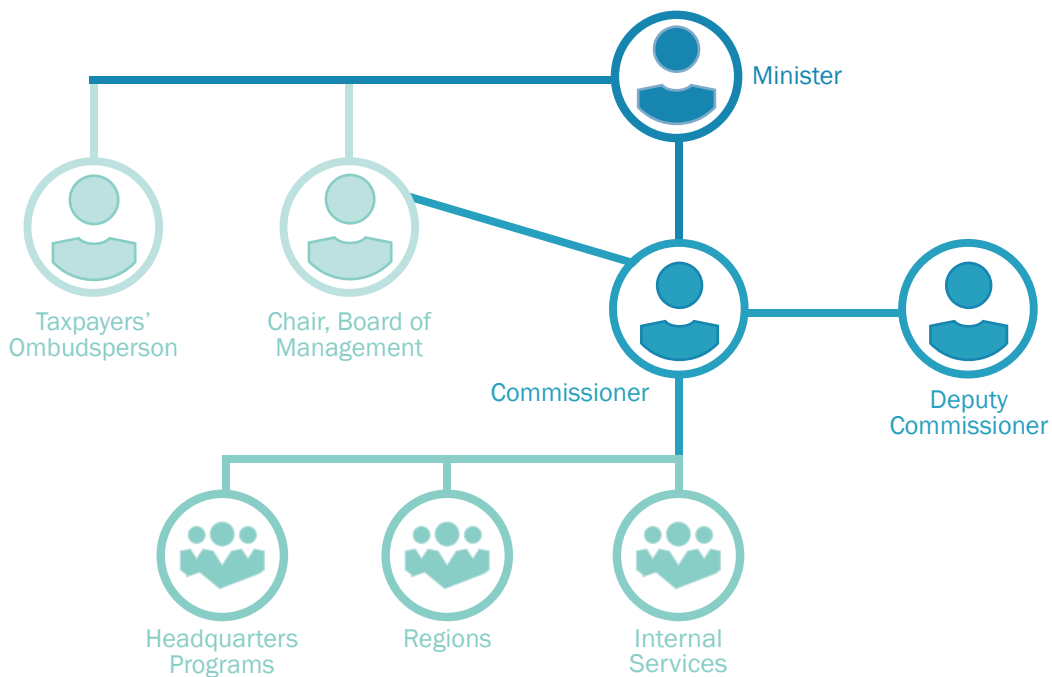 Minister
Taxpayers’
Ombudsperson
Chair, Board of
Management
Commissioner
Deputy
Commissioner
Headquarters
Programs
Regions
Internal
Services